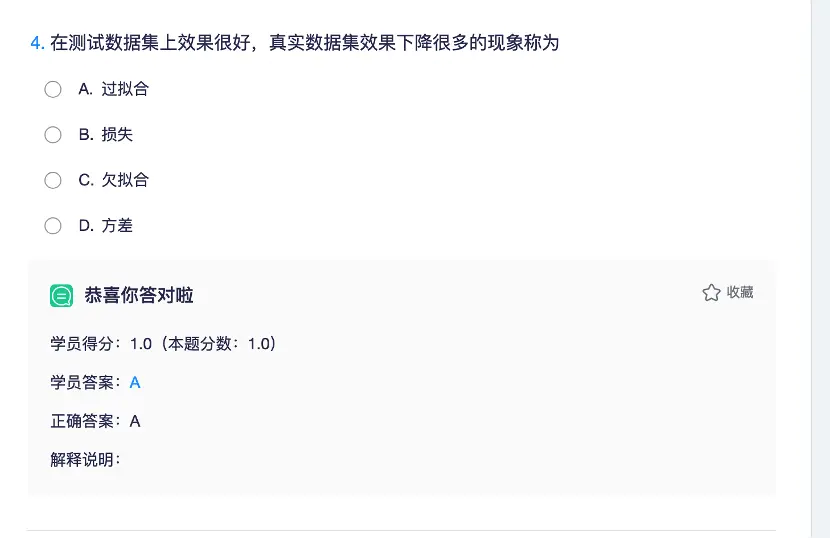 4. 在测试数据集上效果很好，真实数据集效果下降很多的现象称为
A. 过拟合
B. 损失
C. 欠拟合
D. 方差
恭喜你答对啦
收藏
学员得分：1.0（本题分数：1.0）
学员答案：A
正确答案：A
解释说明：